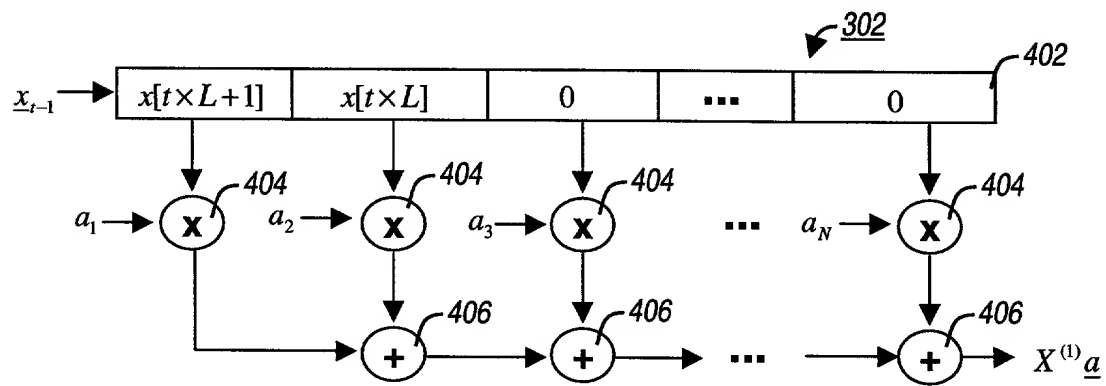 302
402
x_{t-1} x[t×L+1] x[t×L] 0 ... 0
404 404 404 404
a_1 x a_2 x a_3 x ... a_N x
406 406 406
+ + ... + X^{(1)} a